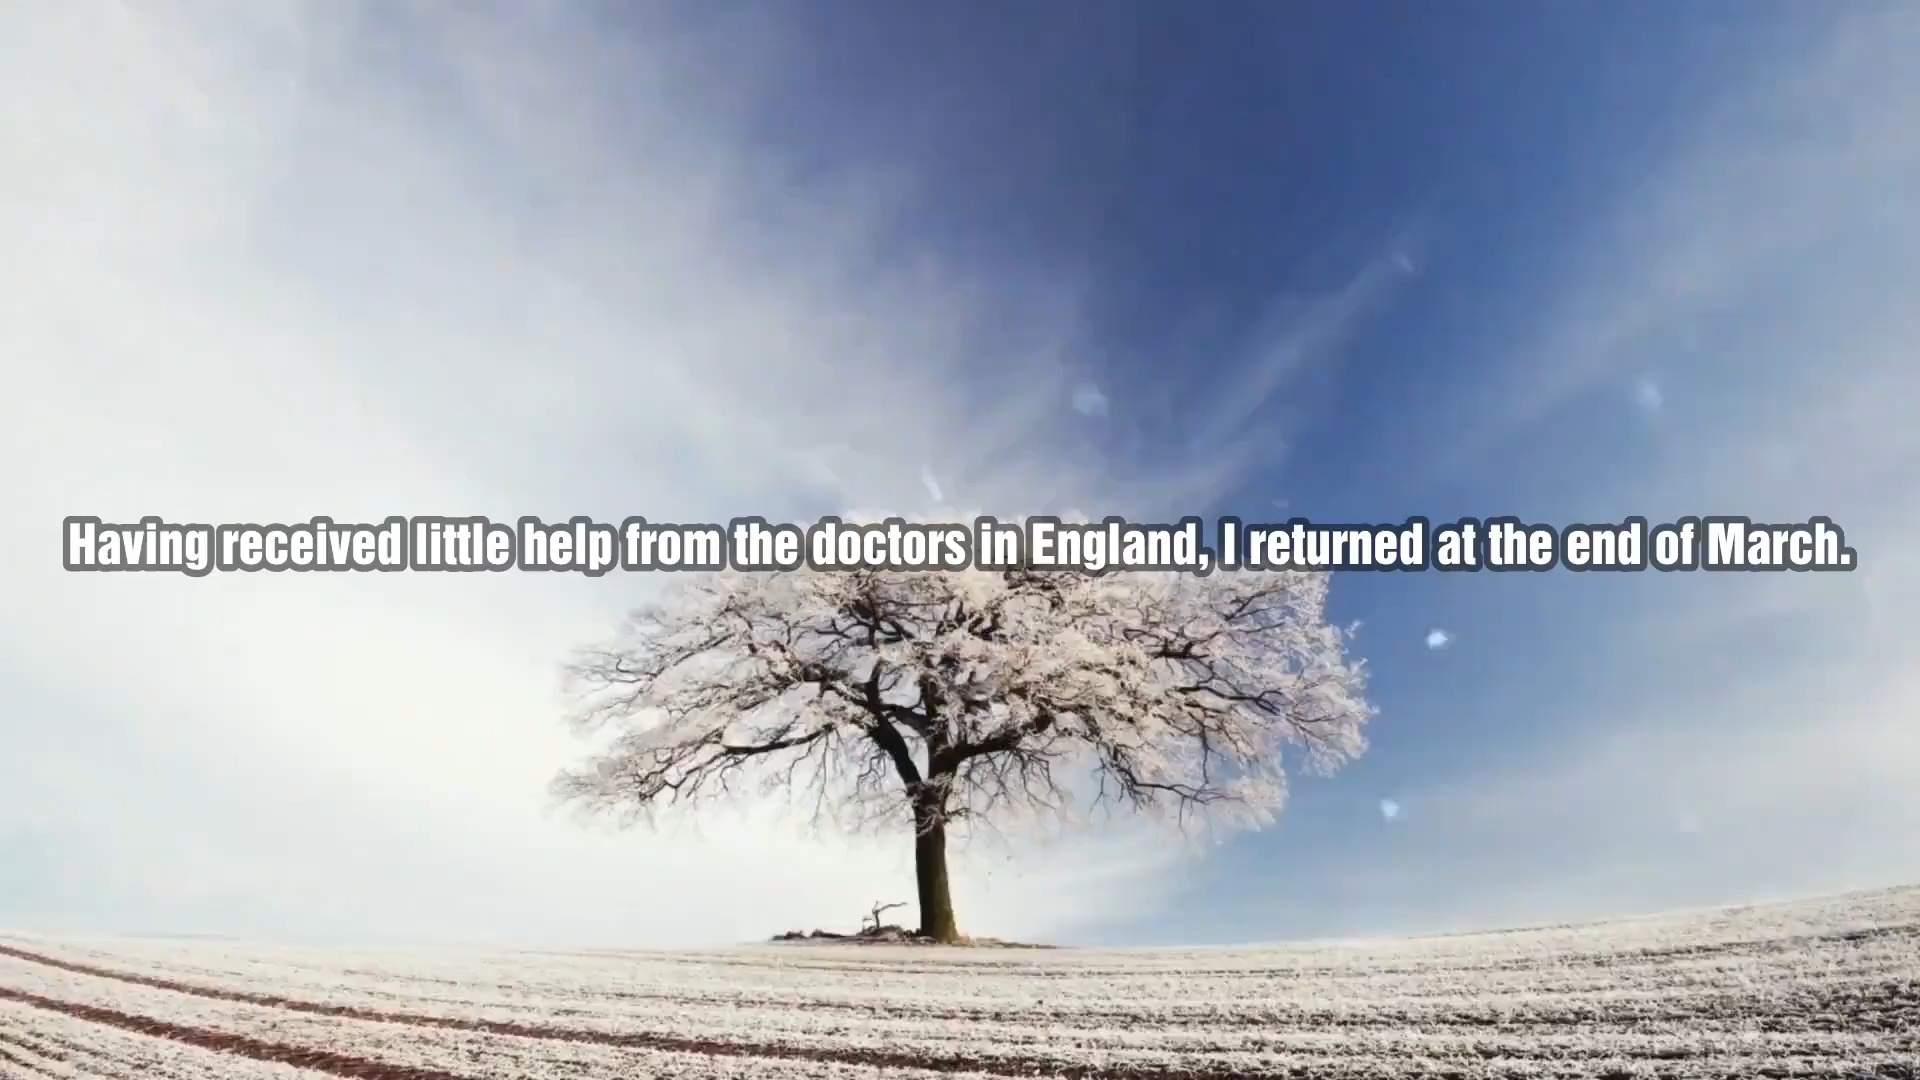 Having received little help from the doctors in England, I returned at the end of March.